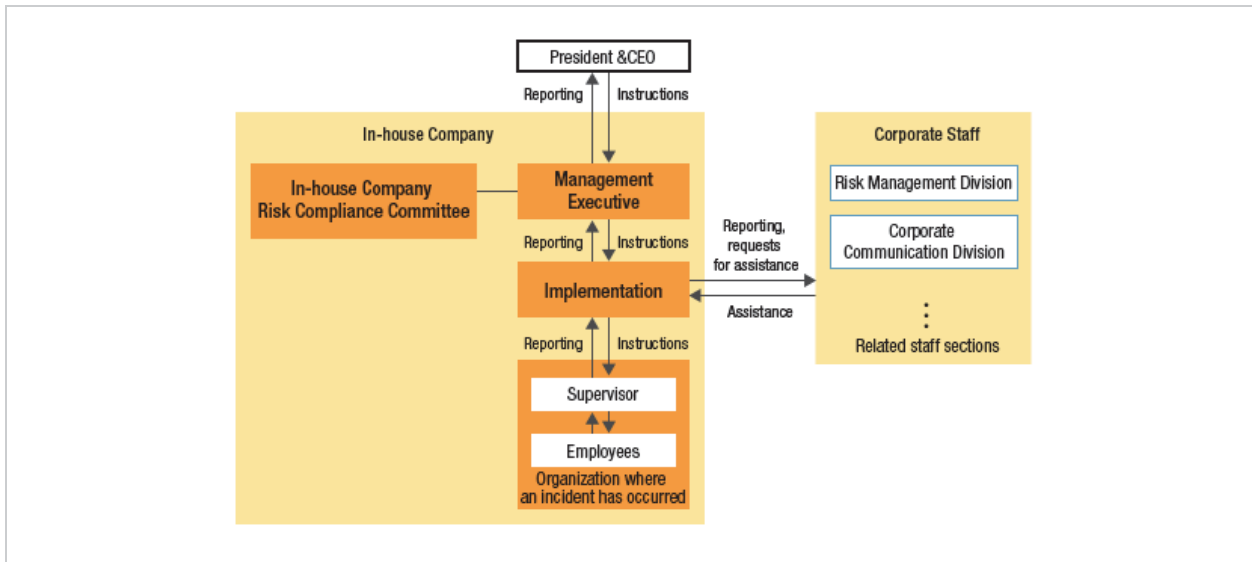 President &CEO
Reporting
Instructions
In-house Company
Corporate Staff
In-house Company
Risk Compliance Committee
Management
Executive
Risk Management Division
Reporting
Instructions
Reporting,
requests
for assistance
Corporate
Communication Division
Implementation
Assistance
⋮
Related staff sections
Reporting
Instructions
Supervisor
Employees
Organization where
an incident has occurred